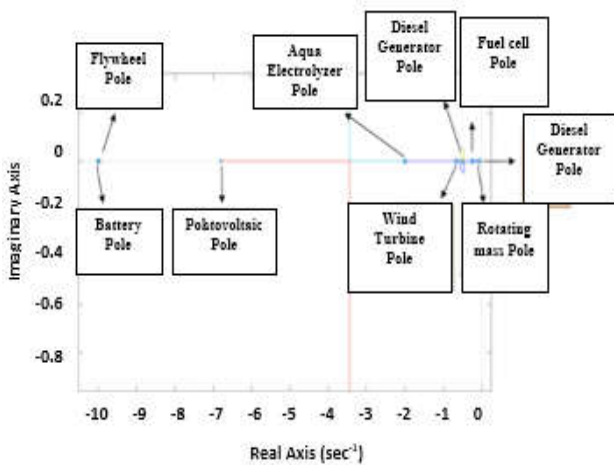 Flywheel
Pole
Aqua
Electrolyzer
Pole
Diesel
Generator
Pole
Fuel cell
Pole
Diesel
Generator
Pole
Battery
Pole
Poktovoltsic
Pole
Wind
Turbine
Pole
Rotating
mass Pole
Imaginary Axis
0.2
0
-0.2
-0.4
-0.6
-0.8
-10 -9 -8 -7 -6 -5 -4 -3 -2 -1 0
Real Axis (sec⁻¹)